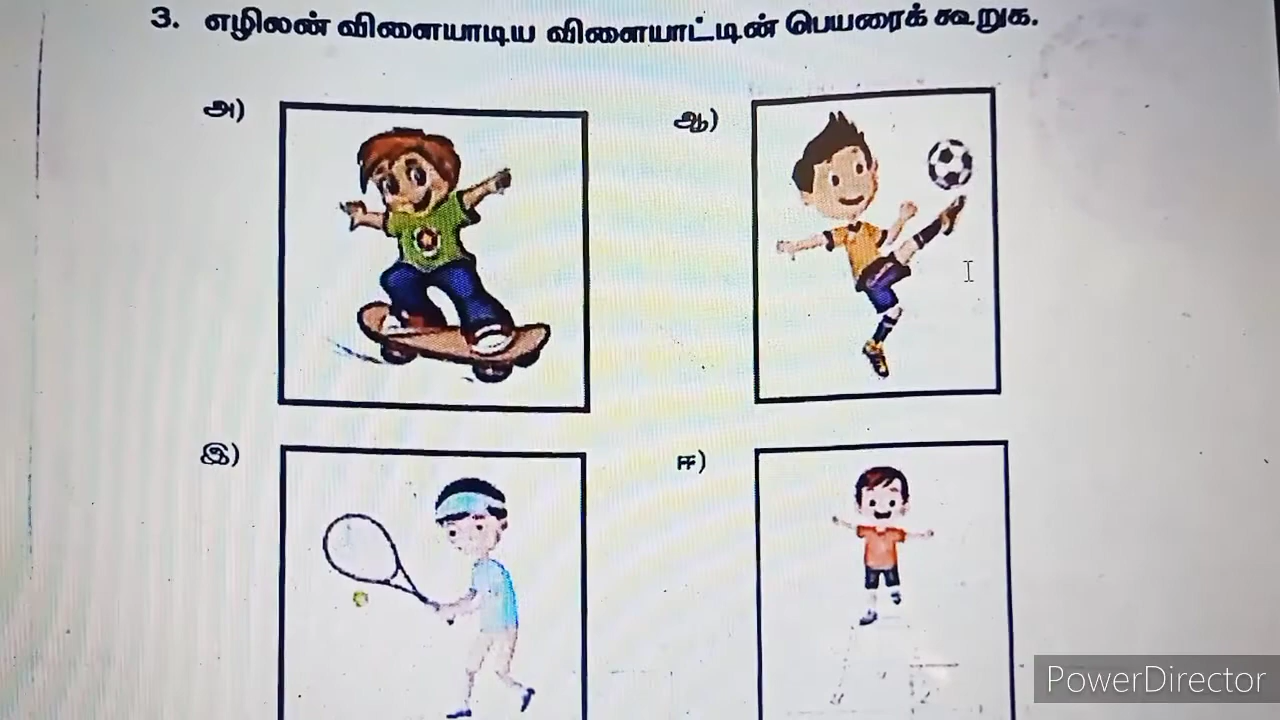 3. எழிலன் விளையாடிய விளையாட்டின் பெயரைக் கூறுக.
அ)
ஆ)
இ)
ஈ)
PowerDirector